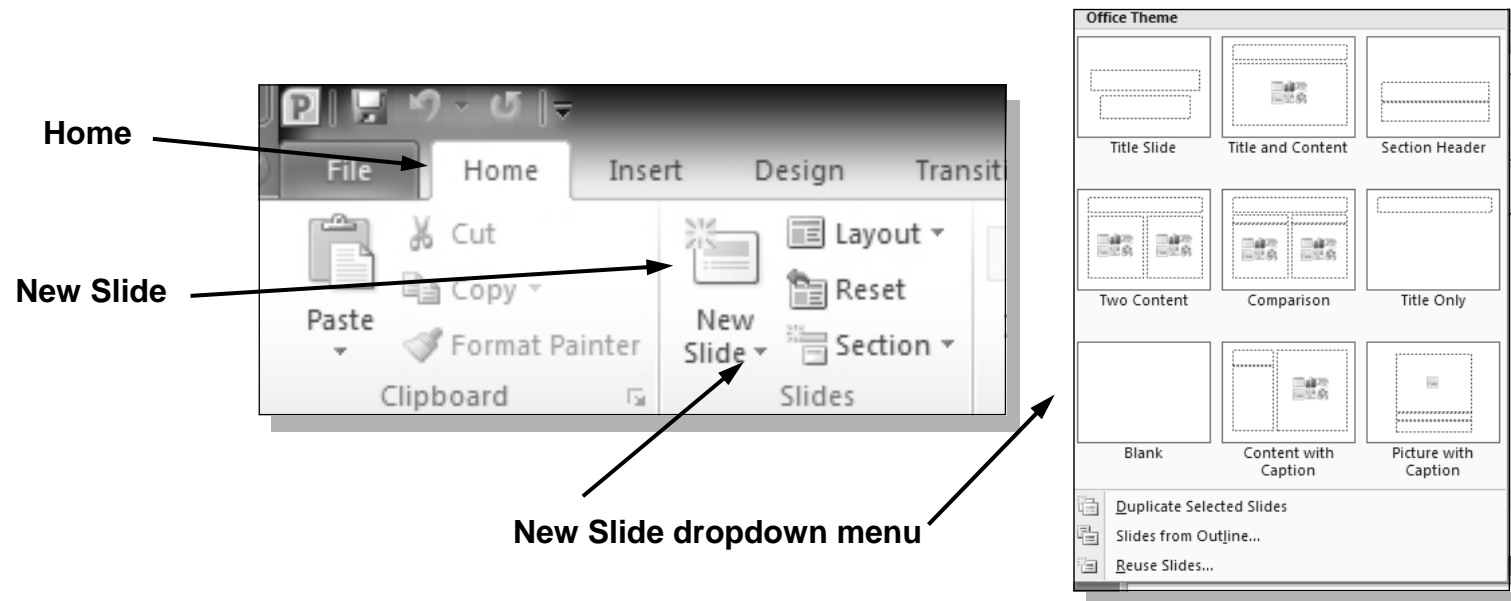 Home
New Slide
New Slide dropdown menu
P
File Home Insert Design Transiti
Paste
Cut
Copy
Format Painter
Clipboard
New
Slide
Layout
Reset
Section
Slides
Office Theme
Title Slide Title and Content Section Header
Two Content Comparison Title Only
Blank Content with Caption Picture with Caption
Duplicate Selected Slides
Slides from Outline...
Reuse Slides...